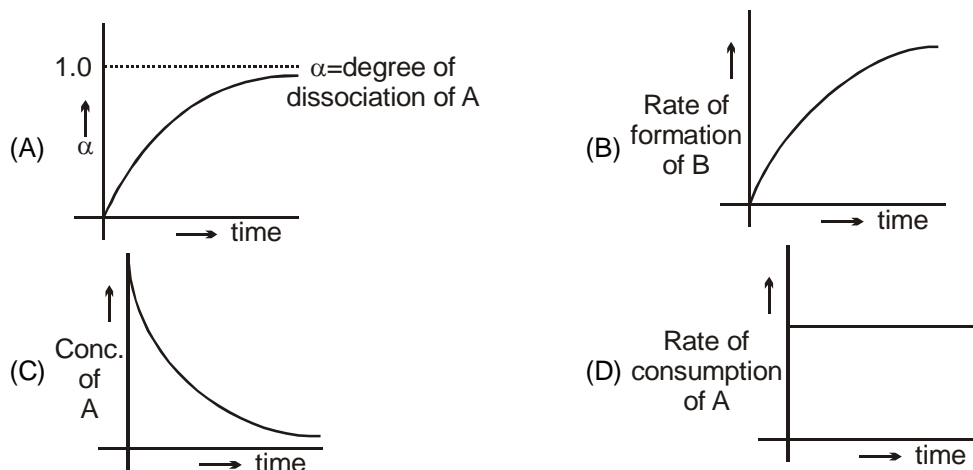 (A)
1.0
α=degree of
dissociation of A
α
time
(B)
Rate of
formation
of B
time
(C)
Conc.
of
A
time
(D)
Rate of
consumption
of A
time